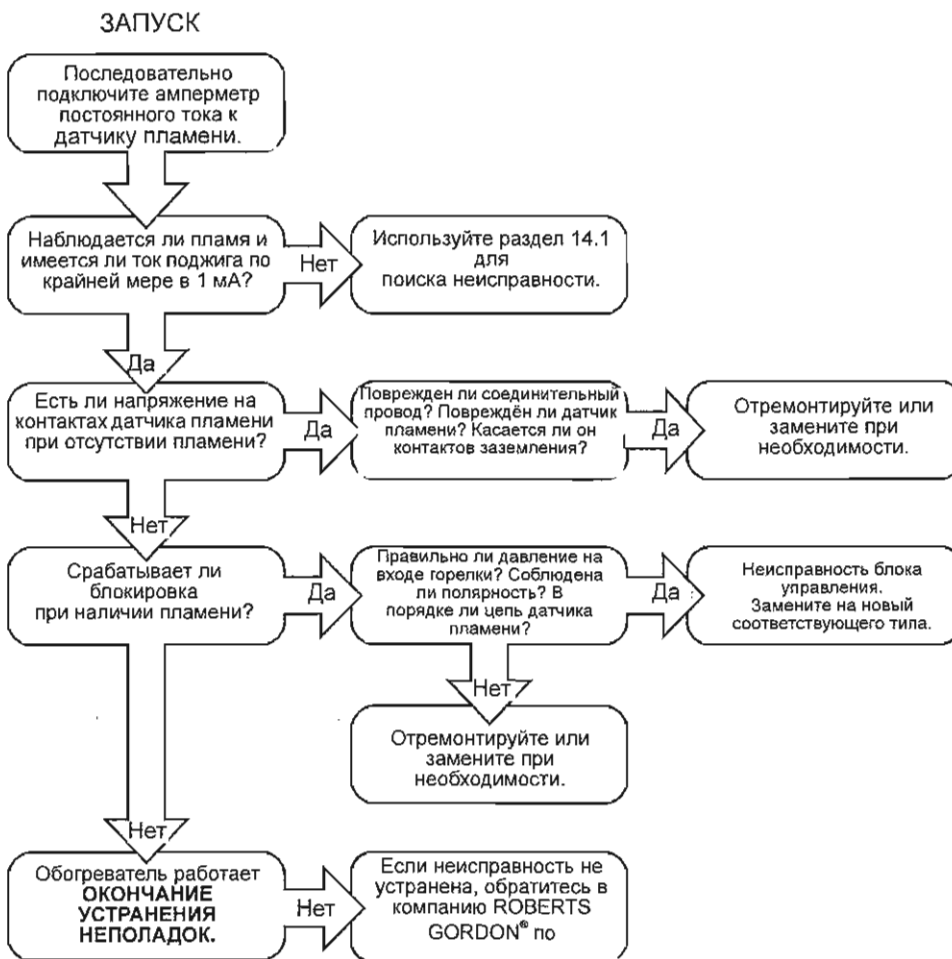 ЗАПУСК
Последовательно
подключите амперметр
постоянного тока к
датчику пламени.
Наблюдается ли пламя и
имеется ли ток поджига по
крайней мере в 1 мА?
Нет
Используйте раздел 14.1
для
поиска неисправности.
Да
Есть ли напряжение на
контактах датчика пламени
при отсутствии пламени?
Да
Поврежден ли соединительный
провод? Повреждён ли датчик
пламени? Касается ли он
контактов заземления?
Да
Отремонтируйте или
замените при
необходимости.
Нет
Срабатывает ли
блокировка
при наличии пламени?
Да
Правильно ли давление на
входе горелки? Соблюдена
ли полярность? В
порядке ли цепь датчика
пламени?
Да
Неисправность блока
управления.
Замените на новый
соответствующего типа.
Нет
Отремонтируйте или
замените при
необходимости.
Нет
Обогреватель работает
ОКОНЧАНИЕ
УСТРАНЕНИЯ
НЕПОЛАДОК.
Нет
Если неисправность не
устранена, обратитесь в
компанию ROBERTS
GORDON® по